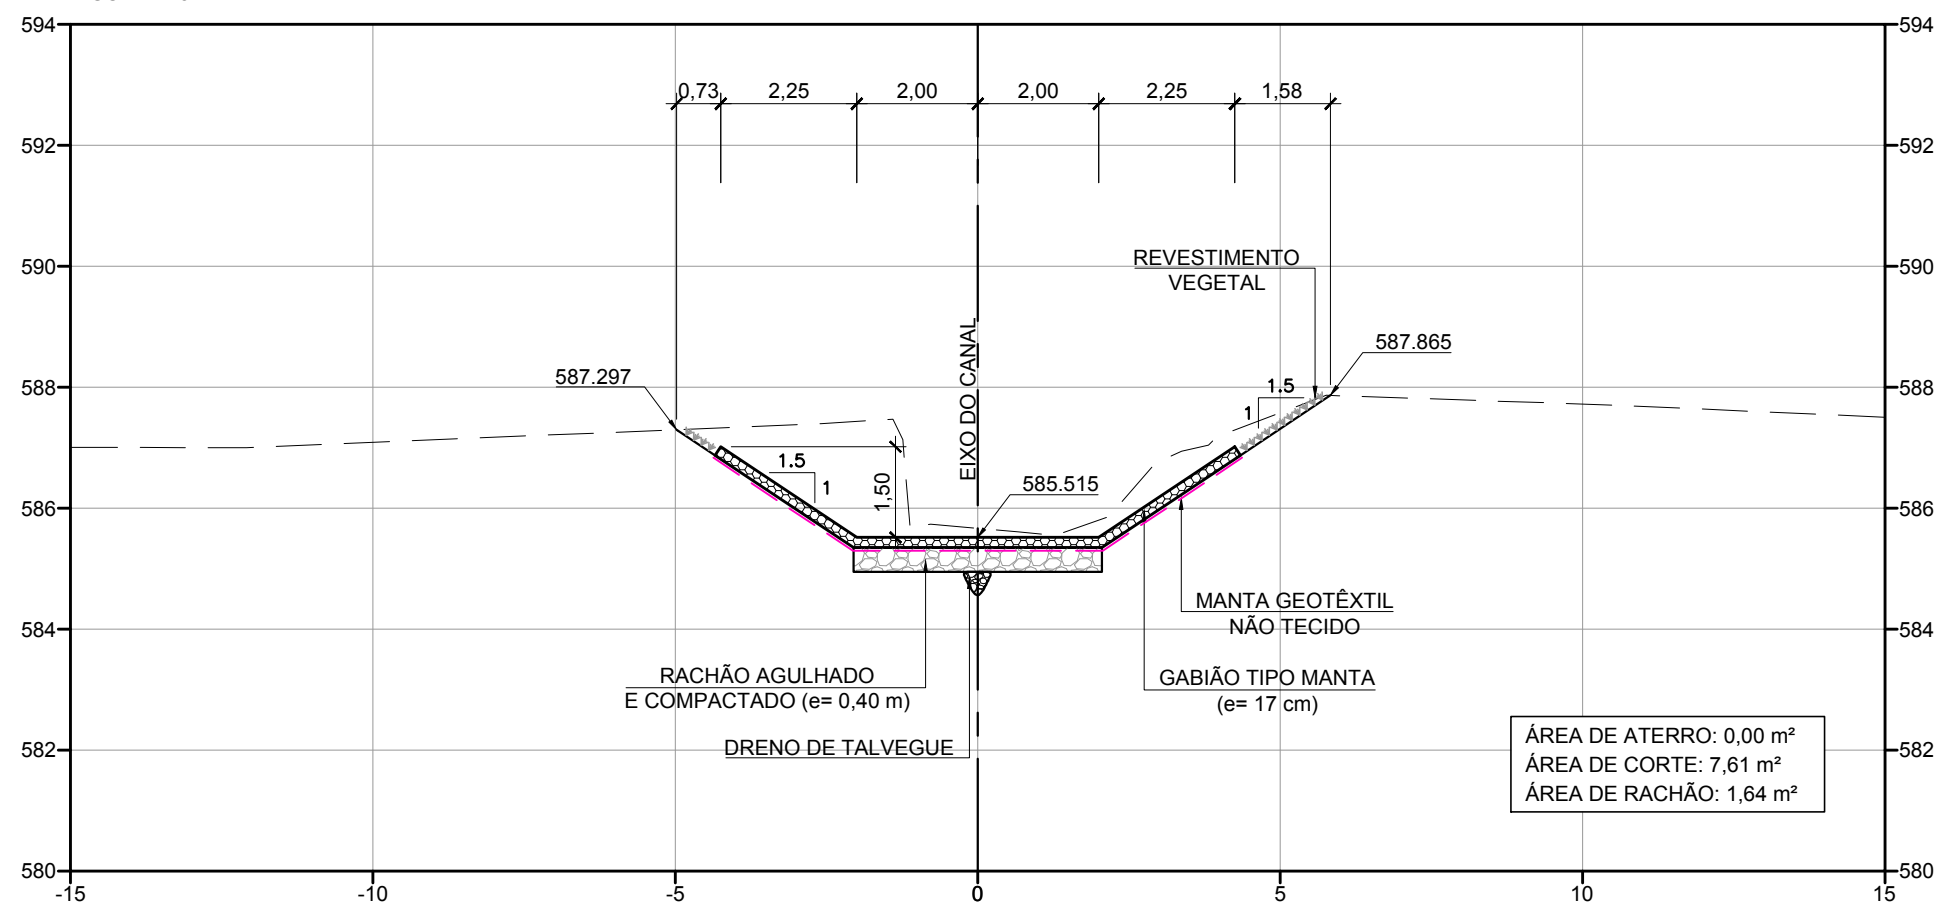 594
594
0,73
2,25
2,00
2,00
2,25
1,58
592
592
REVESTIMENTO
VEGETAL
590
590
EIXO DO CANAL
587.865
587.297
588
1.5
588
1
1.5
1
1,50
585.515
586
586
MANTA GEOTÊXTIL
NÃO TECIDO
584
584
RACHÃO AGULHADO
E COMPACTADO (e= 0,40 m)
GABIÃO TIPO MANTA
(e= 17 cm)
DRENO DE TALVEGUE
582
582
ÁREA DE ATERRO: 0,00 m²
ÁREA DE CORTE: 7,61 m²
ÁREA DE RACHÃO: 1,64 m²
580
580
-15
-10
-5
0
5
10
15